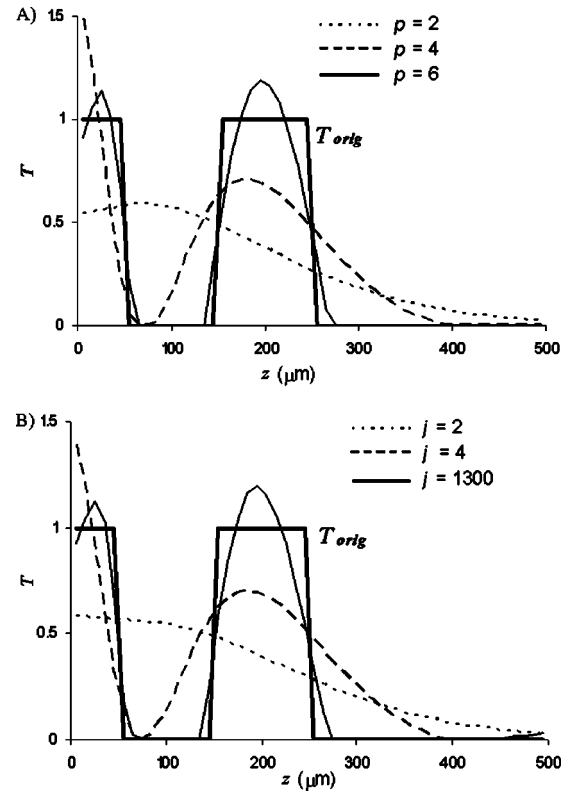 A)
1.5
1
0.5
0
T
p = 2
p = 4
p = 6
T orig
0 100 200 300 400 500
z (μm)
B)
1.5
1
0.5
0
T
j = 2
j = 4
j = 1300
T orig
0 100 200 300 400 500
z (μm)